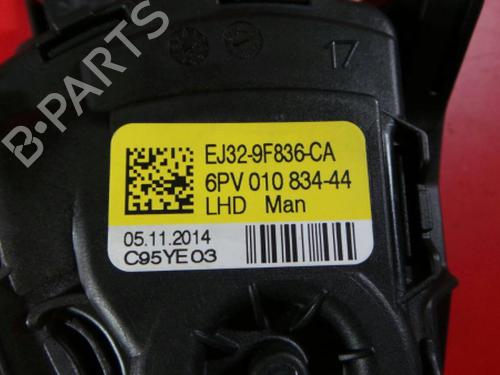 17
EJ32-9F836-CA
6PV 010 834-44
LHD Man
05.11.2014
C95YE03
B-PARTS